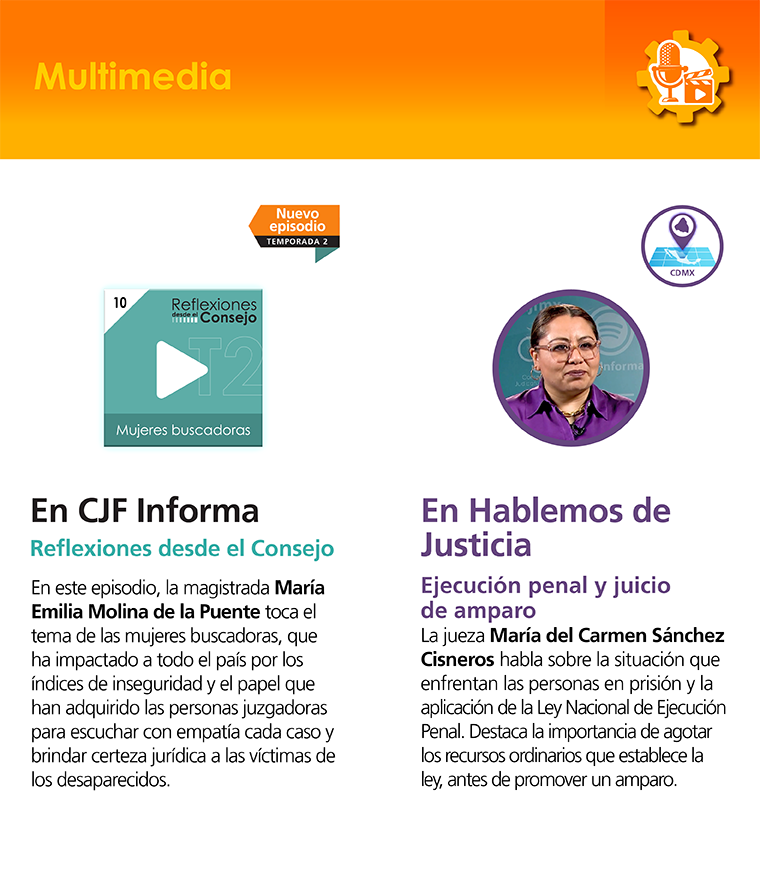 Multimedia
Nuevo
episodio
TEMPORADA 2
10
Reflexiones
desde el
Consejo
T2
Mujeres buscadoras
En CJF Informa
Reflexiones desde el Consejo
En este episodio, la magistrada María
Emilia Molina de la Puente toca el
tema de las mujeres buscadoras, que
ha impactado a todo el país por los
índices de inseguridad y el papel que
han adquirido las personas juzgadoras
para escuchar con empatía cada caso y
brindar certeza jurídica a las víctimas de
los desaparecidos.
CDMX
En Hablemos de
Justicia
Ejecución penal y juicio
de amparo
La jueza María del Carmen Sánchez
Cisneros habla sobre la situación que
enfrentan las personas en prisión y la
aplicación de la Ley Nacional de Ejecución
Penal. Destaca la importancia de agotar
los recursos ordinarios que establece la
ley, antes de promover un amparo.